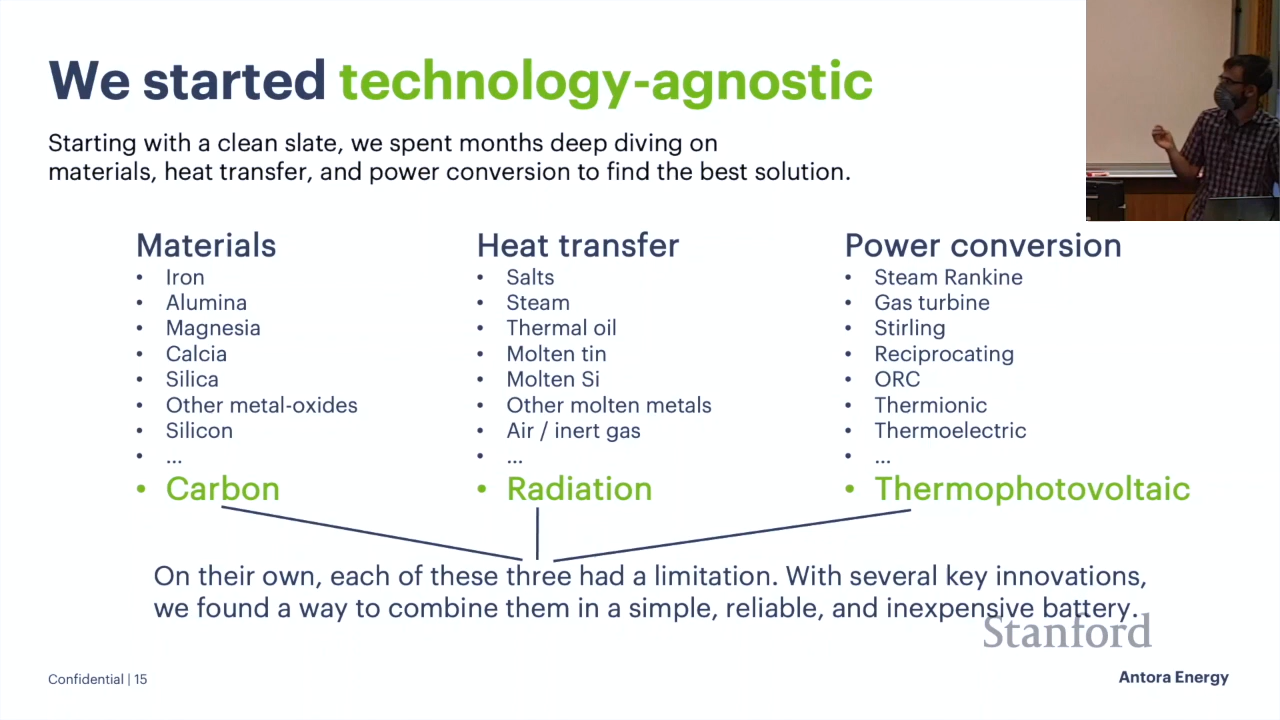 We started technology-agnostic
Starting with a clean slate, we spent months deep diving on
materials, heat transfer, and power conversion to find the best solution.
Materials
• Iron
• Alumina
• Magnesia
• Calcia
• Silica
• Other metal-oxides
• Silicon
• ...
• Carbon
Heat transfer
• Salts
• Steam
• Thermal oil
• Molten tin
• Molten Si
• Other molten metals
• Air / inert gas
• ...
• Radiation
Power conversion
• Steam Rankine
• Gas turbine
• Stirling
• Reciprocating
• ORC
• Thermionic
• Thermoelectric
• ...
• Thermophotovoltaic
On their own, each of these three had a limitation. With several key innovations,
we found a way to combine them in a simple, reliable, and inexpensive battery.
Stanford
Confidential | 15
Antora Energy